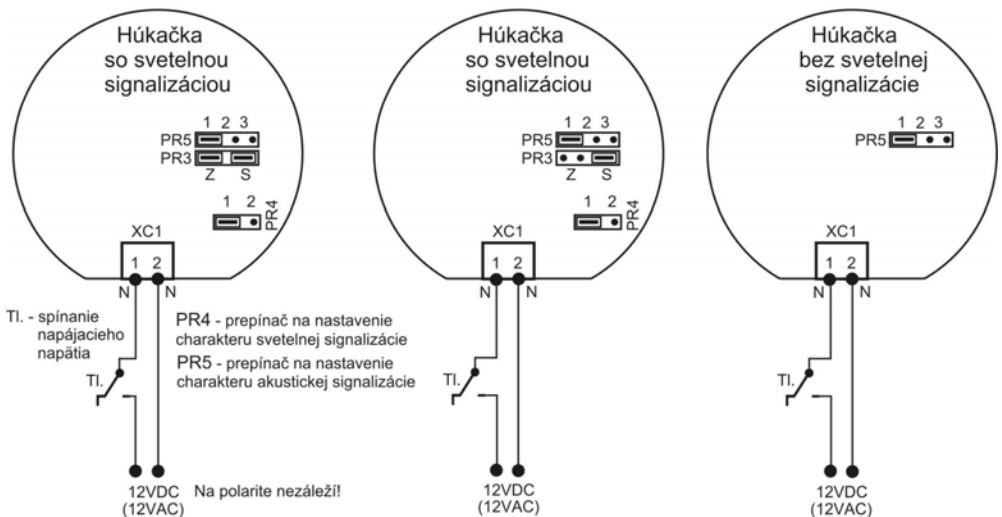 Húkačka
so svetelnou
signalizáciou
1 2 3
PR5
PR3
Z S
1 2
PR4
XC1
1 2
N N
Tl. - spínanie
napájacieho
napätia
PR4 - prepínač na nastavenie
charakteru svetelnej signalizácie
PR5 - prepínač na nastavenie
charakteru akustickej signalizácie
Tl.
12VDC
(12VAC)
Na polarite nezáleží!
Húkačka
so svetelnou
signalizáciou
1 2 3
PR5
PR3
Z S
1 2
PR4
XC1
1 2
N N
Tl.
12VDC
(12VAC)
Húkačka
bez svetelnej
signalizácie
1 2 3
PR5
XC1
1 2
N N
Tl.
12VDC
(12VAC)